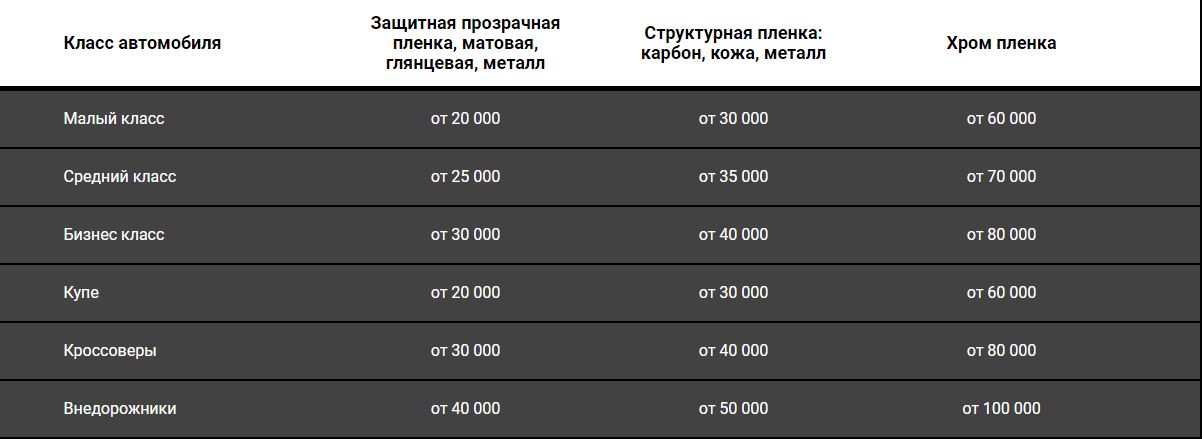 Класс автомобиля
Защитная прозрачная
пленка, матовая,
глянцевая, металл
Структурная пленка:
карбон, кожа, металл
Хром пленка
Малый класс от 20 000 от 30 000 от 60 000
Средний класс от 25 000 от 35 000 от 70 000
Бизнес класс от 30 000 от 40 000 от 80 000
Купе от 20 000 от 30 000 от 60 000
Кроссоверы от 30 000 от 40 000 от 80 000
Внедорожники от 40 000 от 50 000 от 100 000